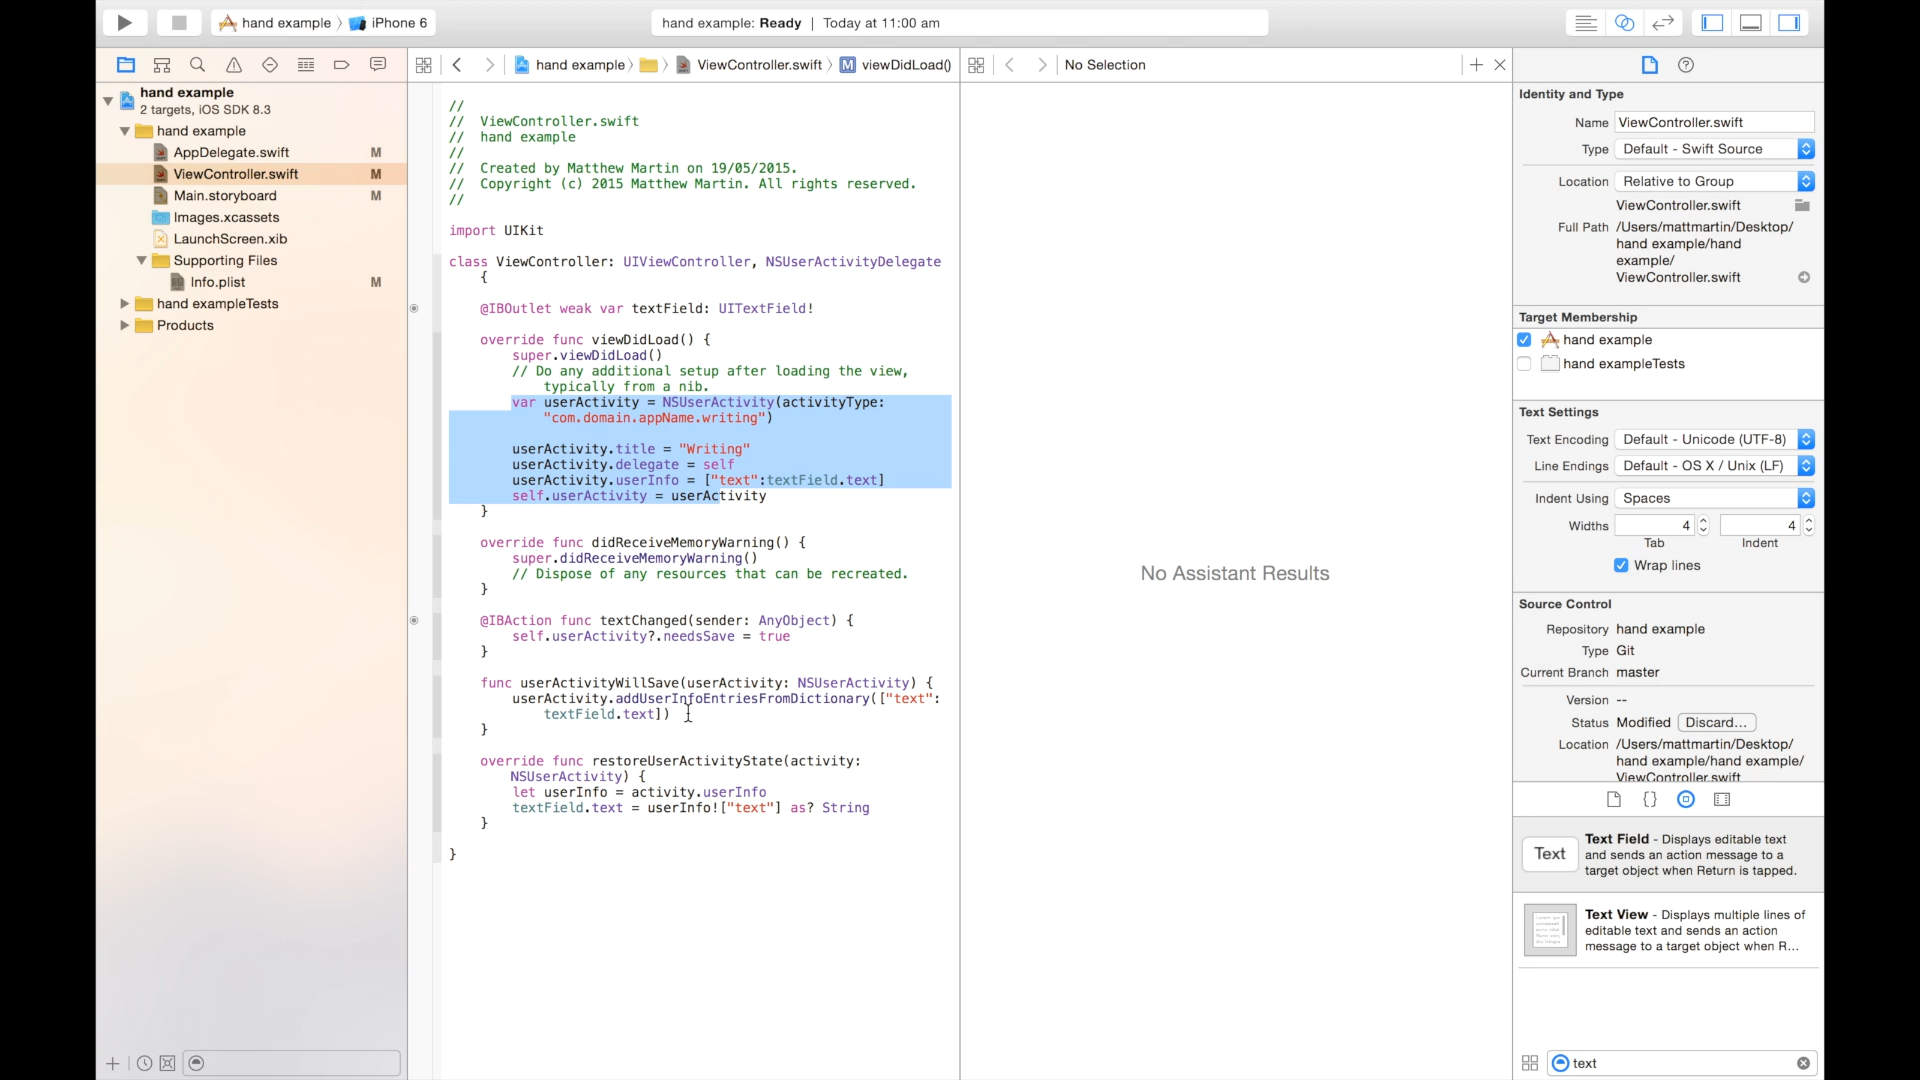 hand example 〉 iPhone 6
hand example: Ready | Today at 11:00 am
hand example 〉 〉 ViewController.swift 〉 M viewDidLoad()
No Selection
hand example
2 targets, iOS SDK 8.3
hand example
AppDelegate.swift M
ViewController.swift M
Main.storyboard M
Images.xcassets
LaunchScreen.xib
Supporting Files
Info.plist M
hand exampleTests
Products
//
// ViewController.swift
// hand example
//
// Created by Matthew Martin on 19/05/2015.
// Copyright (c) 2015 Matthew Martin. All rights reserved.
//
import UIKit
class ViewController: UIViewController, NSUserActivityDelegate
{
@IBOutlet weak var textField: UITextField!
override func viewDidLoad() {
super.viewDidLoad()
// Do any additional setup after loading the view,
typically from a nib.
var userActivity = NSUserActivity(activityType:
"com.domain.appName.writing")
userActivity.title = "Writing"
userActivity.delegate = self
userActivity.userInfo = ["text":textField.text]
self.userActivity = userActivity
}
override func didReceiveMemoryWarning() {
super.didReceiveMemoryWarning()
// Dispose of any resources that can be recreated.
}
@IBAction func textChanged(sender: AnyObject) {
self.userActivity?.needsSave = true
}
func userActivityWillSave(userActivity: NSUserActivity) {
userActivity.addUserInfoEntriesFromDictionary(["text":
textField.text])
}
override func restoreUserActivityState(activity:
NSUserActivity) {
let userInfo = activity.userInfo
textField.text = userInfo!["text"] as? String
}
}
No Assistant Results
Identity and Type
Name ViewController.swift
Type Default - Swift Source
Location Relative to Group
ViewController.swift
Full Path /Users/mattmartin/Desktop/
hand example/hand
example/
ViewController.swift
Target Membership
hand example
hand exampleTests
Text Settings
Text Encoding Default - Unicode (UTF-8)
Line Endings Default - OS X / Unix (LF)
Indent Using Spaces
Widths 4 4
Tab Indent
Wrap lines
Source Control
Repository hand example
Type Git
Current Branch master
Version --
Status Modified Discard...
Location /Users/mattmartin/Desktop/
hand example/hand example/
ViewController.swift
{}
Text
Text Field - Displays editable text
and sends an action message to a
target object when Return is tapped.
Text View - Displays multiple lines of
editable text and sends an action
message to a target object when R...
text